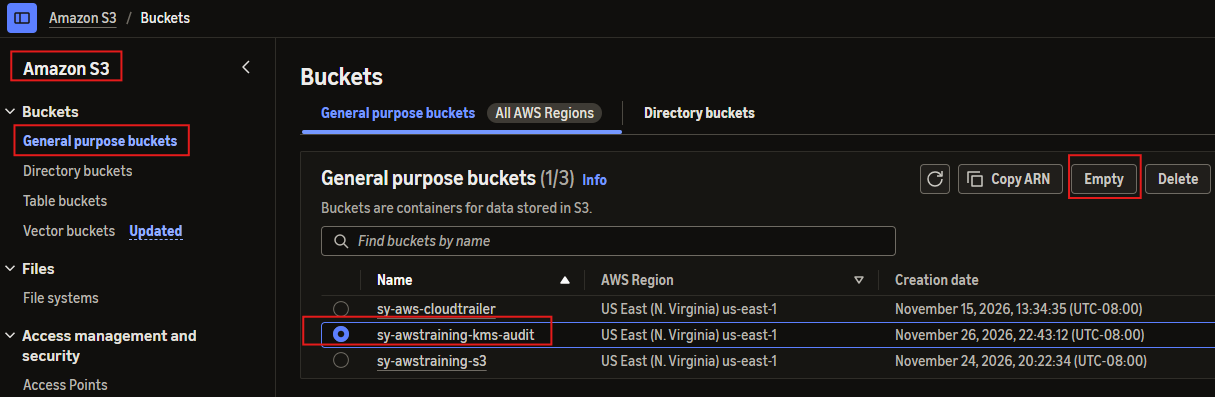 Amazon S3 / Buckets
Amazon S3
Buckets
General purpose buckets
Directory buckets
Table buckets
Vector buckets Updated
Files
File systems
Access management and
security
Access Points
Buckets
General purpose buckets All AWS Regions Directory buckets
General purpose buckets (1/3) Info
Copy ARN Empty Delete
Buckets are containers for data stored in S3.
Find buckets by name
Name AWS Region Creation date
sy-aws-cloudtrailer US East (N. Virginia) us-east-1 November 15, 2026, 13:34:35 (UTC-08:00)
sy-awstraining-kms-audit US East (N. Virginia) us-east-1 November 26, 2026, 22:43:12 (UTC-08:00)
sy-awstraining-s3 US East (N. Virginia) us-east-1 November 24, 2026, 20:22:34 (UTC-08:00)